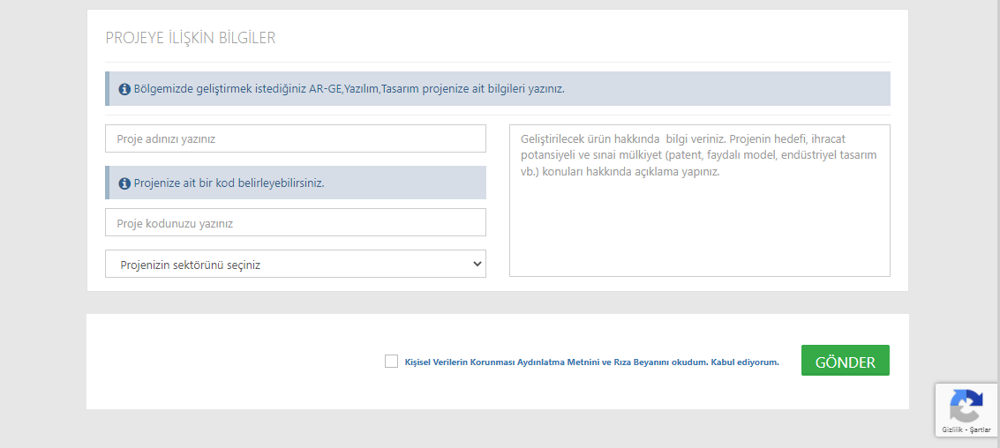 PROJEYE İLİŞKİN BİLGİLER
Bölgemizde geliştirmek istediğiniz AR-GE,Yazılım,Tasarım projenize ait bilgileri yazınız.
Proje adınızı yazınız
Projenize ait bir kod belirleyebilirsiniz.
Proje kodunuzu yazınız
Projenizin sektörünü seçiniz
Geliştirilecek ürün hakkında  bilgi veriniz. Projenin hedefi, ihracat
potansiyeli ve sınai mülkiyet (patent, faydalı model, endüstriyel tasarım
vb.) konuları hakkında açıklama yapınız.
Kişisel Verilerin Korunması Aydınlatma Metnini ve Rıza Beyanını okudum. Kabul ediyorum.
GÖNDER
Gizlilik - Şartlar